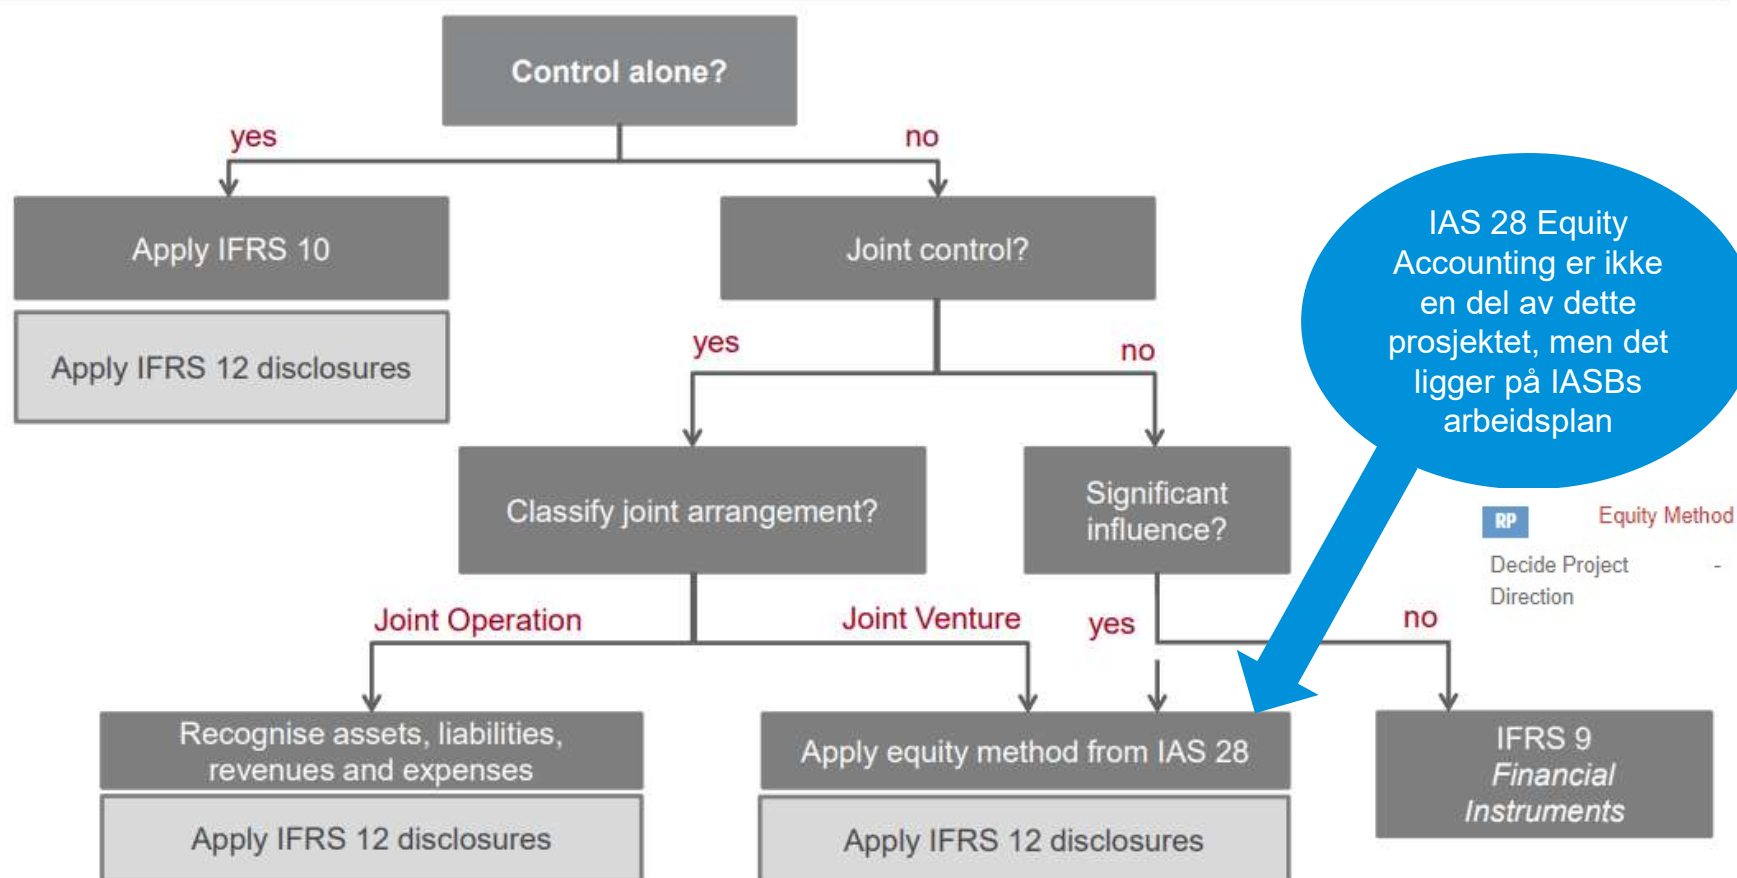 Control alone?
yes
no
Apply IFRS 10
Joint control?
Apply IFRS 12 disclosures
IAS 28 Equity
Accounting er ikke
en del av dette
prosjektet, men det
ligger på IASBs
arbeidsplan
yes
no
Classify joint arrangement?
Significant
influence?
RP
Equity Method
Decide Project -
Direction
Joint Operation
Joint Venture
yes
no
Recognise assets, liabilities,
revenues and expenses
Apply IFRS 12 disclosures
Apply equity method from IAS 28
Apply IFRS 12 disclosures
IFRS 9
Financial
Instruments